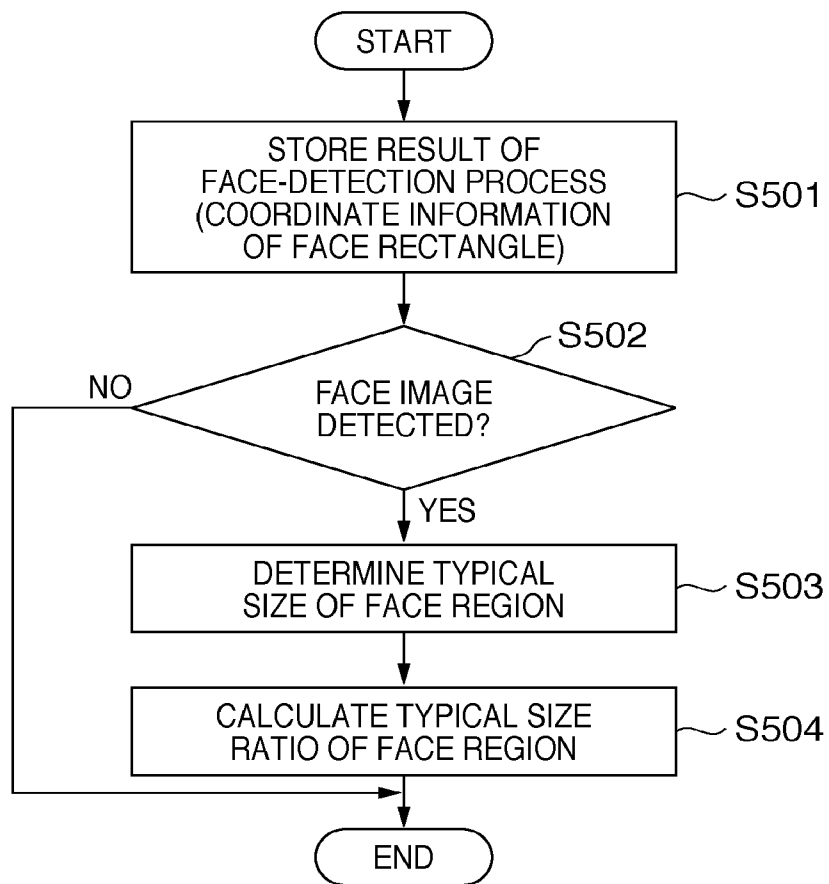 START
STORE RESULT OF
FACE-DETECTION PROCESS
(COORDINATE INFORMATION
OF FACE RECTANGLE)
S501
S502
NO
FACE IMAGE
DETECTED?
YES
DETERMINE TYPICAL
SIZE OF FACE REGION
S503
CALCULATE TYPICAL SIZE
RATIO OF FACE REGION
S504
END